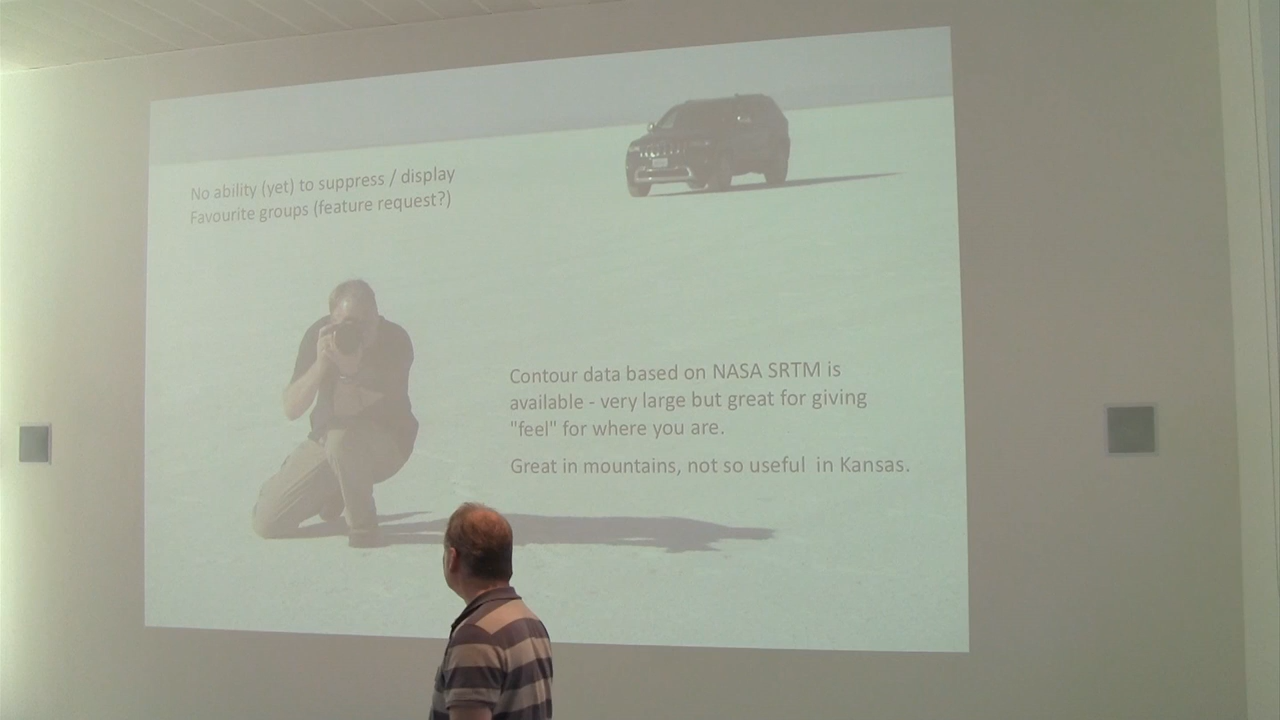 No ability (yet) to suppress / display
Favourite groups (feature request?)
Contour data based on NASA SRTM is
available - very large but great for giving
"feel" for where you are.
Great in mountains, not so useful in Kansas.